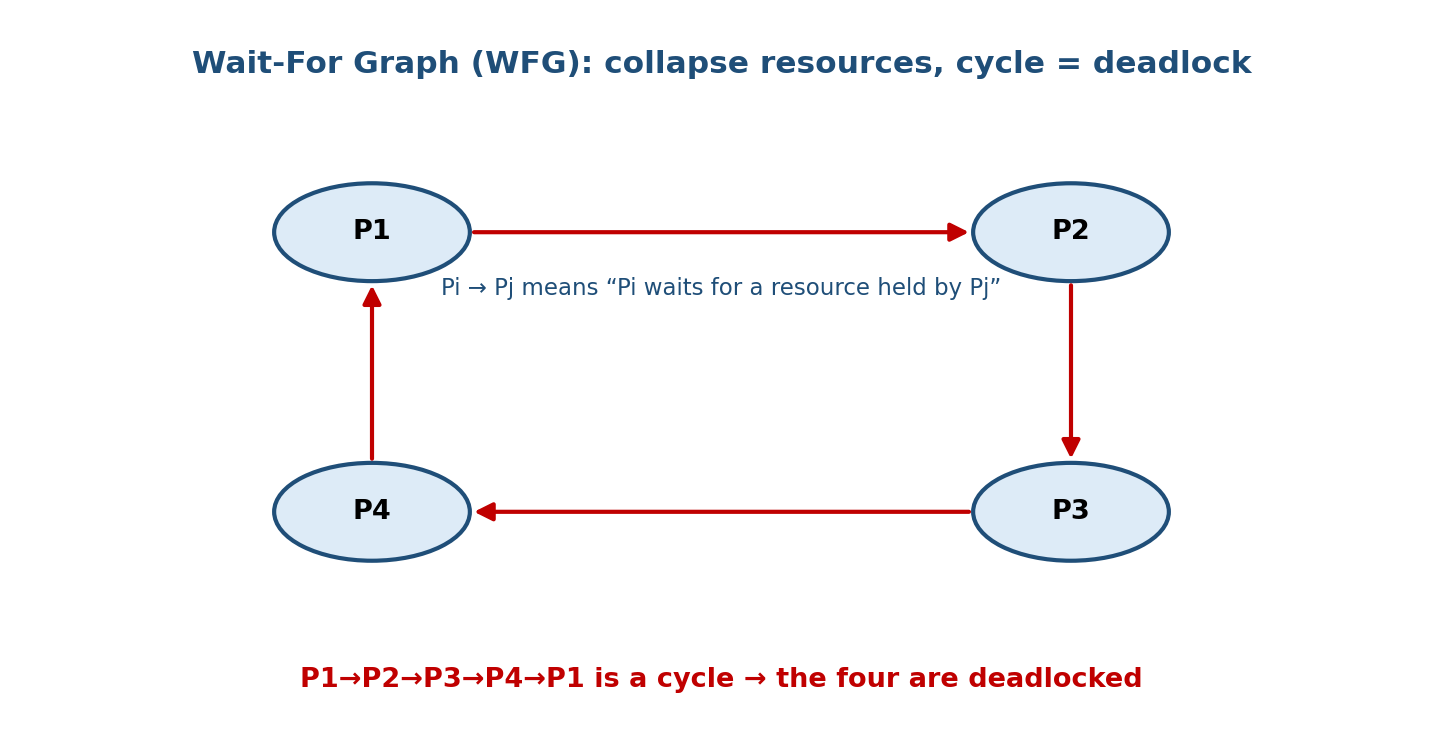 Wait-For Graph (WFG): collapse resources, cycle = deadlock
P1
P2
Pi → Pj means “Pi waits for a resource held by Pj”
P4
P3
P1→P2→P3→P4→P1 is a cycle → the four are deadlocked